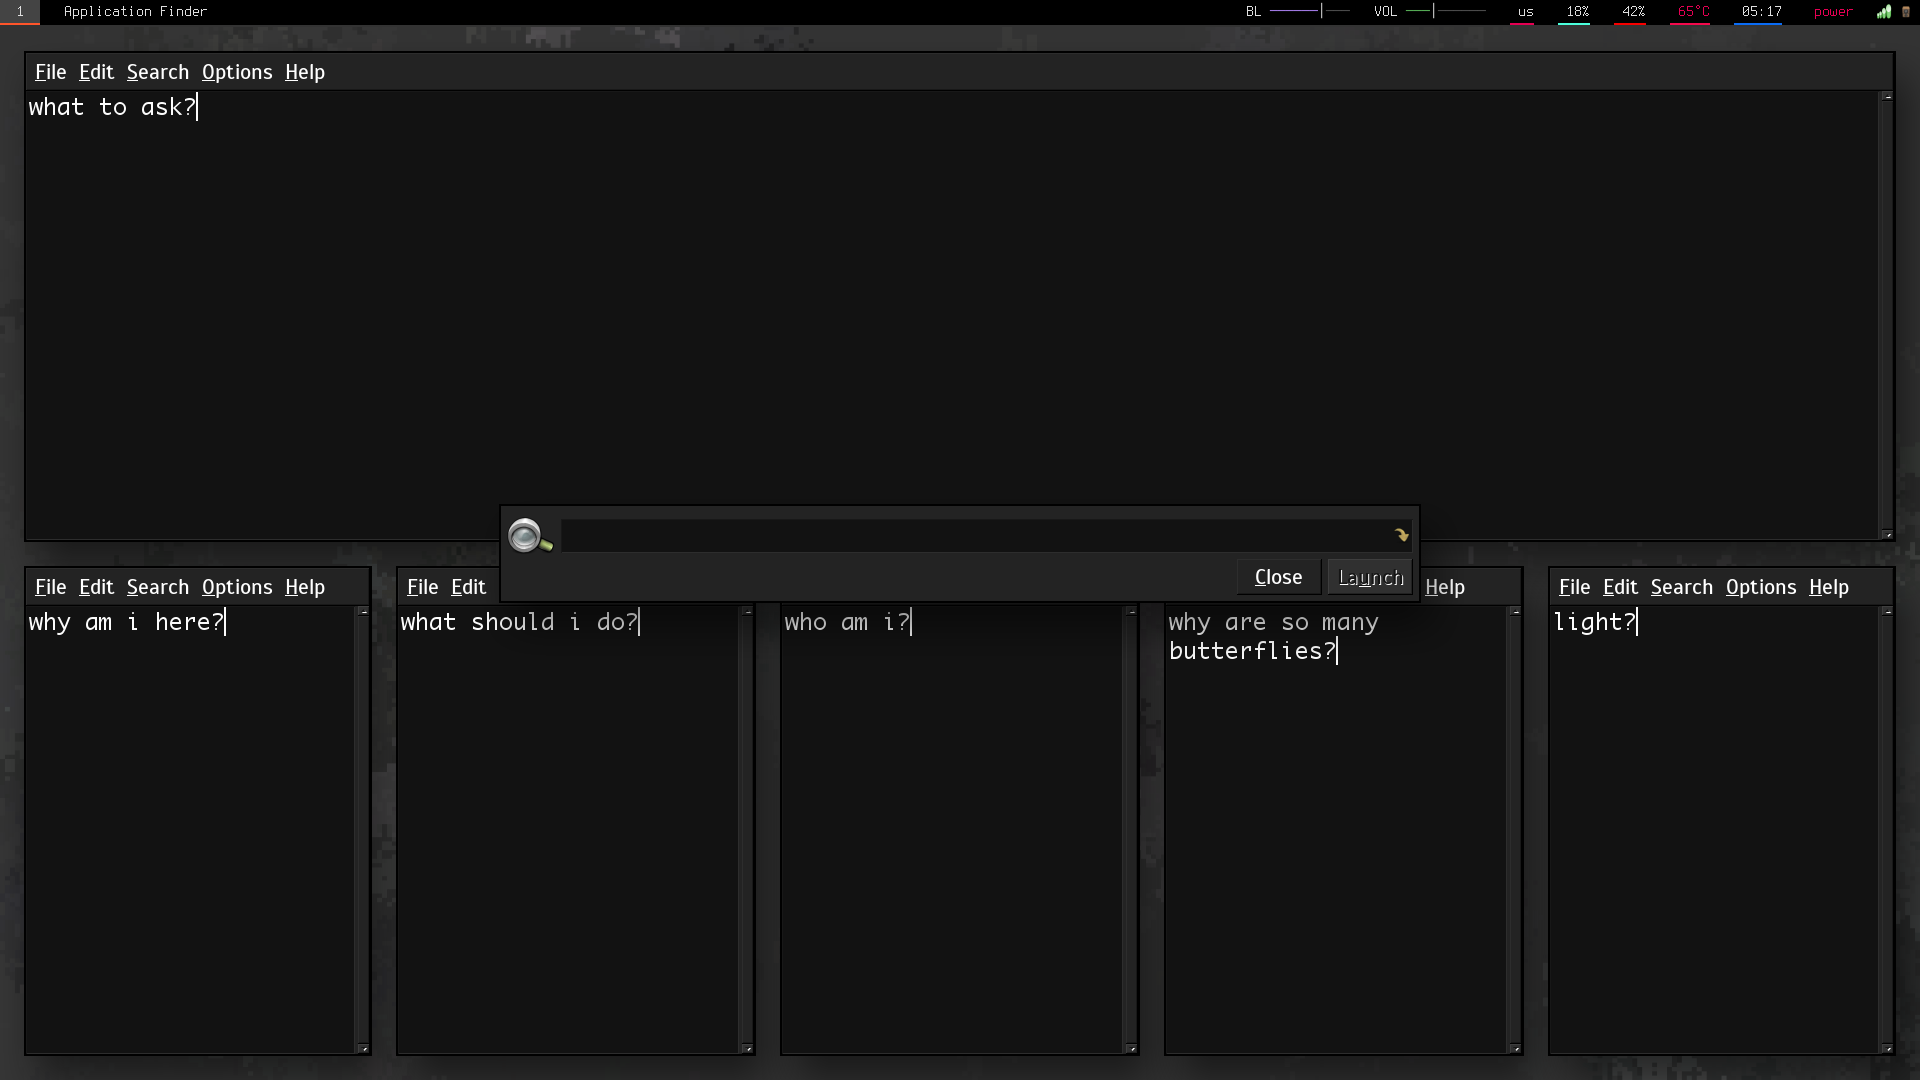 1 Application Finder BL VOL us 18% 42% 65°C 05:17 power
File Edit Search Options Help
what to ask?
Close Launch
File Edit Search Options Help
why am i here?
File Edit
what should i do?
who am i?
Help
why are so many
butterflies?
File Edit Search Options Help
light?